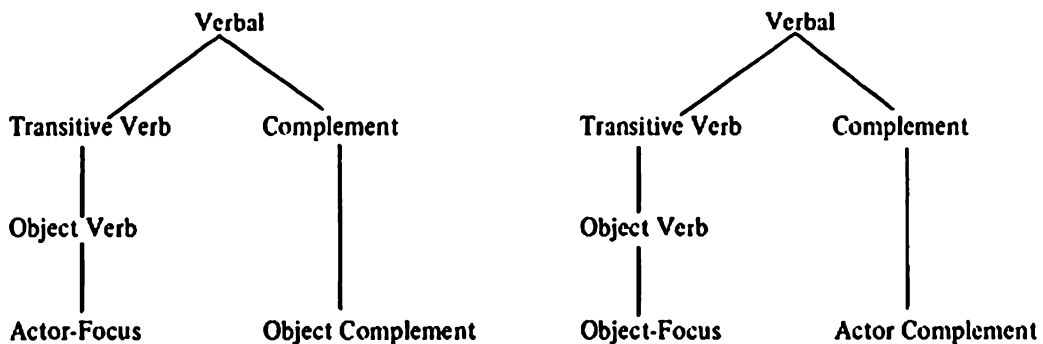 Verbal Verbal
Transitive Verb Complement Transitive Verb Complement
Object Verb Object Verb
Actor-Focus Object Complement Object-Focus Actor Complement